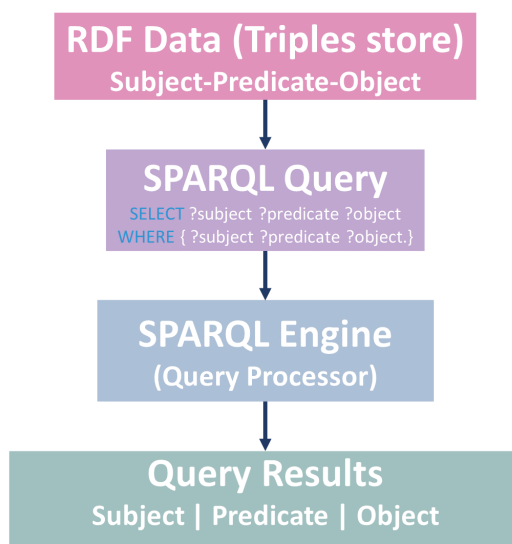 RDF Data (Triples store)
Subject-Predicate-Object
SPARQL Query
SELECT ?subject ?predicate ?object
WHERE { ?subject ?predicate ?object.}
SPARQL Engine
(Query Processor)
Query Results
Subject | Predicate | Object